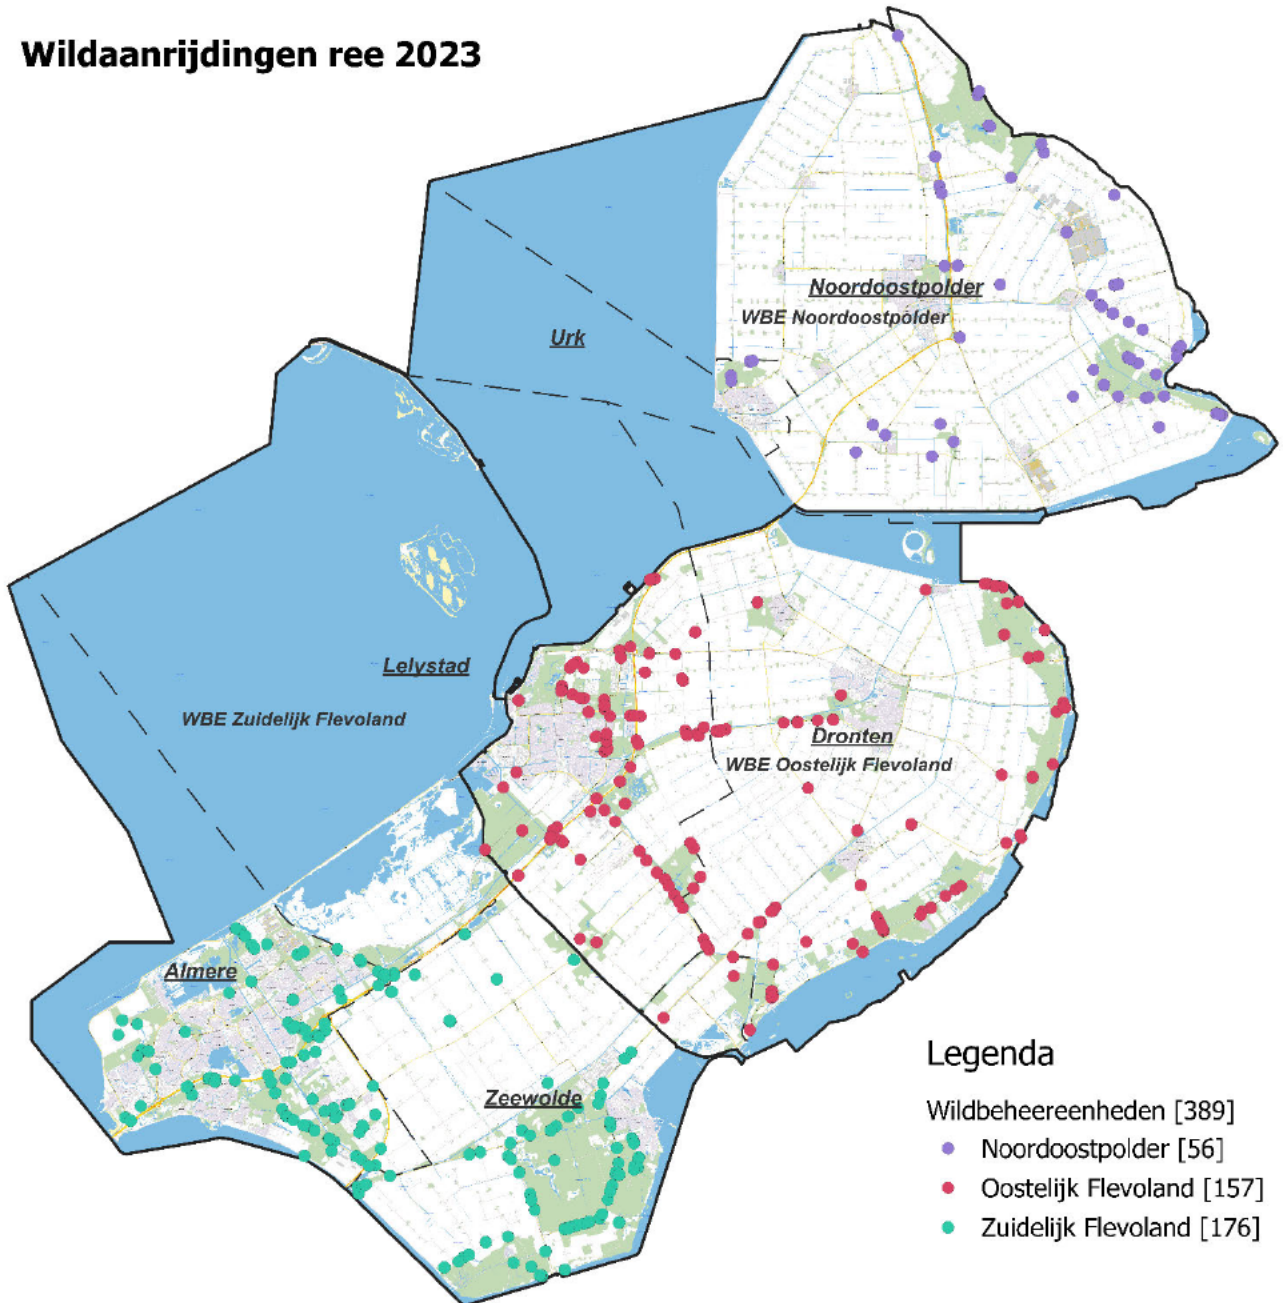 Wildaanrijdingen ree 2023
Noordoostpolder
WBE Noordoostpolder
Urk
Lelystad
WBE Zuidelijk Flevoland
Dronten
WBE Oostelijk Flevoland
Almere
Zeewolde
Legenda
Wildbeheereenheden [389]
Noordoostpolder [56]
Oostelijk Flevoland [157]
Zuidelijk Flevoland [176]